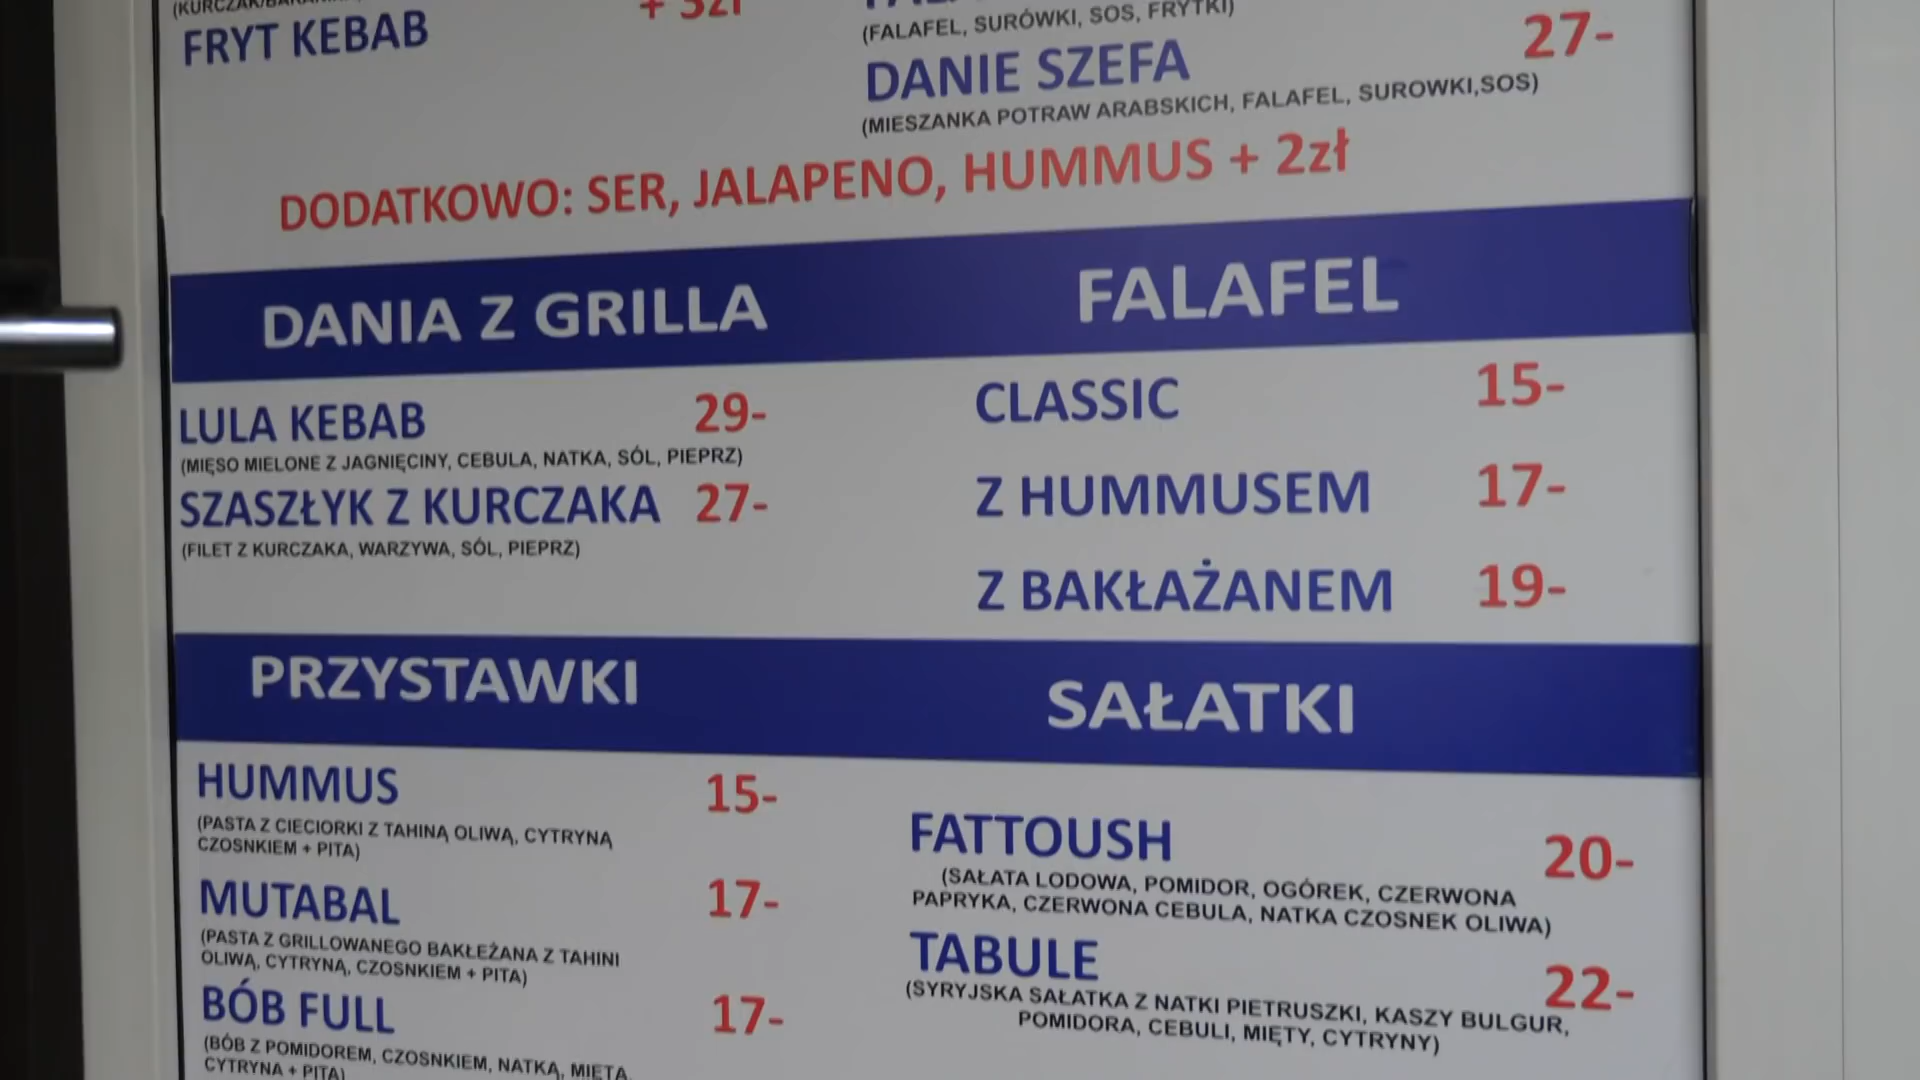 (KURCZAK/BARANINA
FRYT KEBAB + 3zł
(FALAFEL, SURÓWKI, SOS, FRYTKI)
DANIE SZEFA 27-
(MIESZANKA POTRAW ARABSKICH, FALAFEL, SUROWKI,SOS)
DODATKOWO: SER, JALAPENO, HUMMUS + 2zł
DANIA Z GRILLA
LULA KEBAB 29-
(MIĘSO MIELONE Z JAGNIĘCINY, CEBULA, NATKA, SÓL, PIEPRZ)
SZASZŁYK Z KURCZAKA 27-
(FILET Z KURCZAKA, WARZYWA, SÓL, PIEPRZ)
FALAFEL
CLASSIC 15-
Z HUMMUSEM 17-
Z BAKŁAŻANEM 19-
PRZYSTAWKI
HUMMUS 15-
(PASTA Z CIECIORKI Z TAHINĄ OLIWĄ, CYTRYNĄ
CZOSNKIEM + PITA)
MUTABAL 17-
(PASTA Z GRILLOWANEGO BAKŁEŻANA Z TAHINI
OLIWĄ, CYTRYNĄ, CZOSNKIEM + PITA)
BÓB FULL 17-
(BÓB Z POMIDOREM, CZOSNKIEM, NATKĄ, MIĘTĄ,
CYTRYNA + PITA)
SAŁATKI
FATTOUSH 20-
(SAŁATA LODOWA, POMIDOR, OGÓREK, CZERWONA
PAPRYKA, CZERWONA CEBULA, NATKA CZOSNEK OLIWA)
TABULE 22-
(SYRYJSKA SAŁATKA Z NATKI PIETRUSZKI, KASZY BULGUR,
POMIDORA, CEBULI, MIĘTY, CYTRYNY)